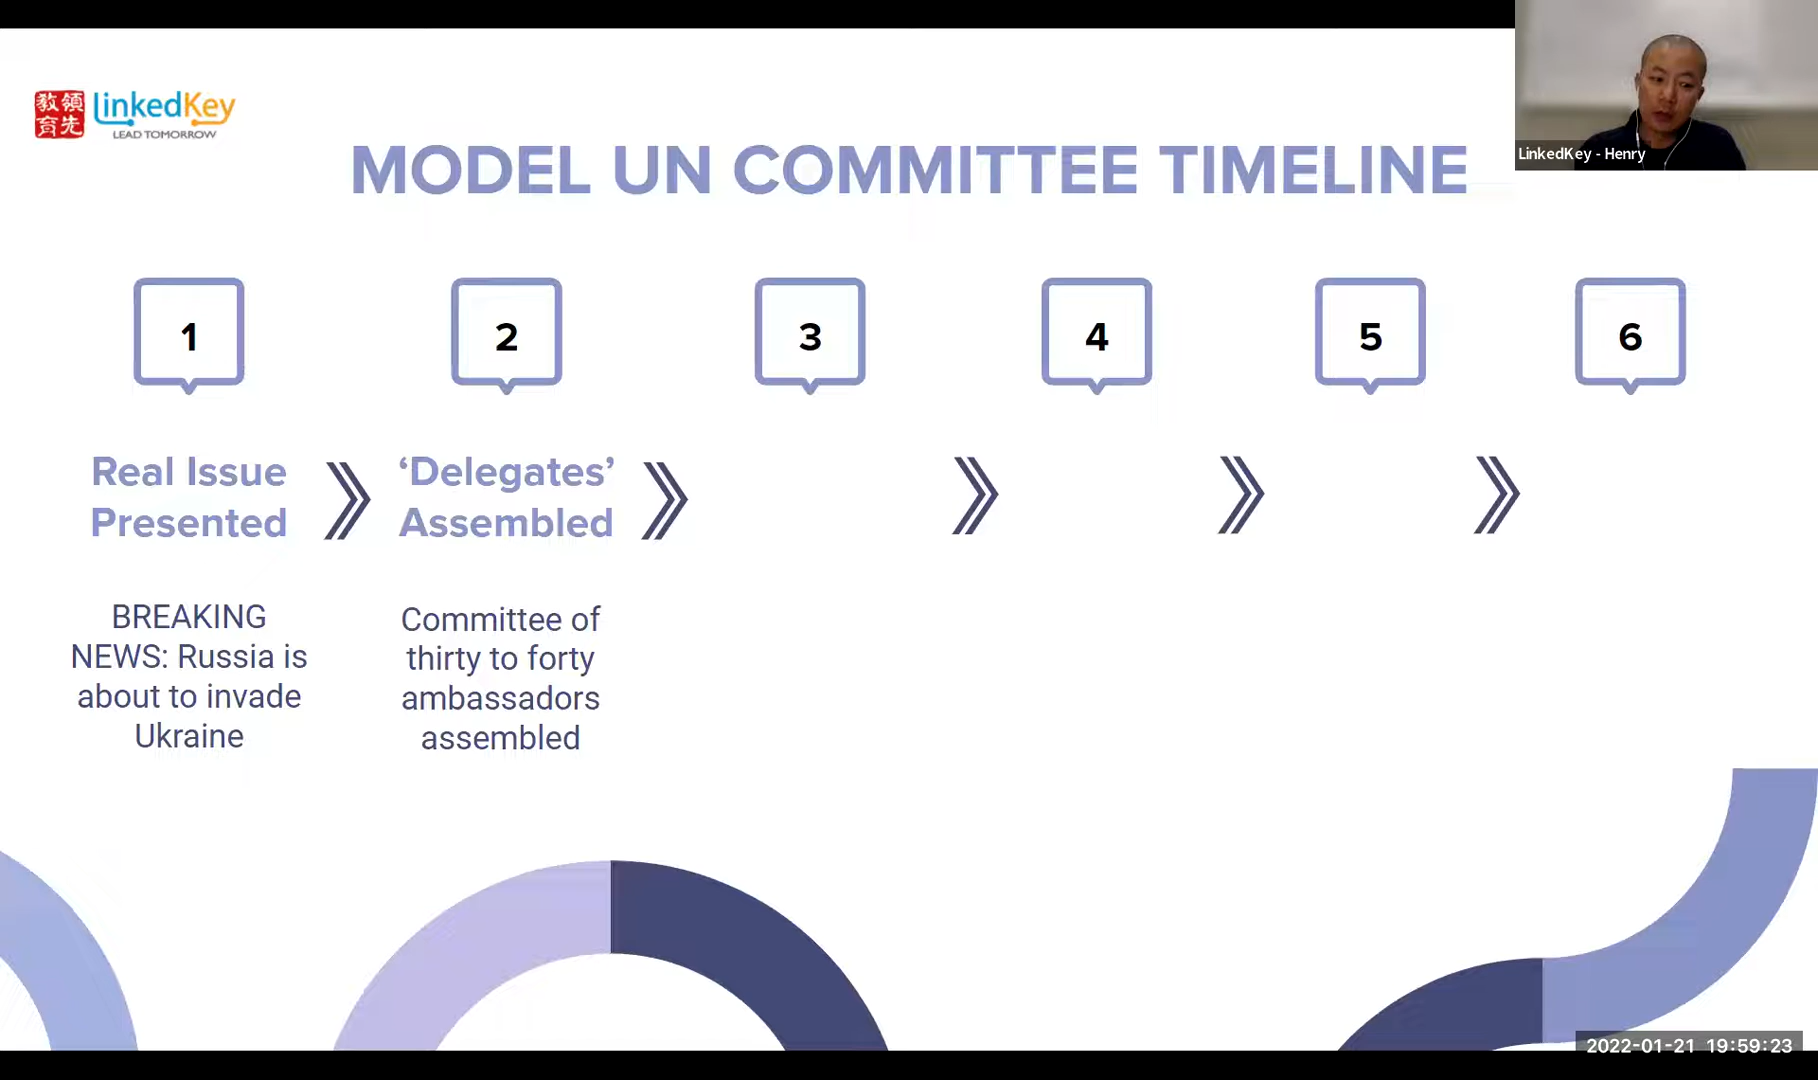 教領
育先
LinkedKey
LEAD TOMORROW
LinkedKey - Henry
MODEL UN COMMITTEE TIMELINE
1
2
3
4
5
6
Real Issue
Presented
‘Delegates’
Assembled
BREAKING
NEWS: Russia is
about to invade
Ukraine
Committee of
thirty to forty
ambassadors
assembled
2022-01-21 19:59:23